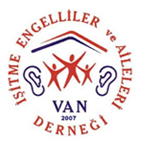 İŞİTME ENGELLİLER ve AİLELERİ
VAN
2007
DERNEĞİ